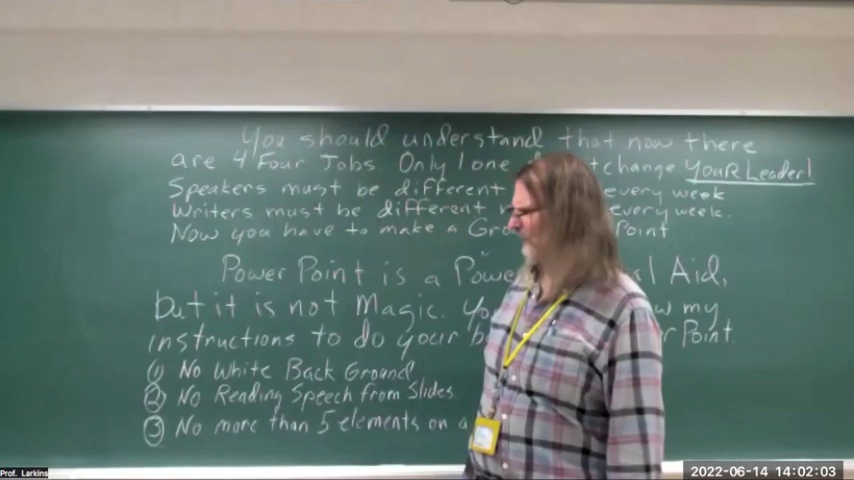 You should understand that now there
are 4 Four Jobs. Only 1 one change YouR Leader!
Speakers must be different every week
Writers must be different every week.
Now you have to make a Point
Power Point is a Aid,
but it is not Magic. my
instructions to do your Point.
① No White Back Ground
② No Reading Speech from Slides.
③ No more than 5 elements on a
Prof. Larkins
2022-06-14 14:02:03